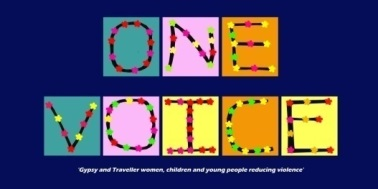 ONE
VOICE
'Gypsy and Traveller women, children and young people reducing violence'